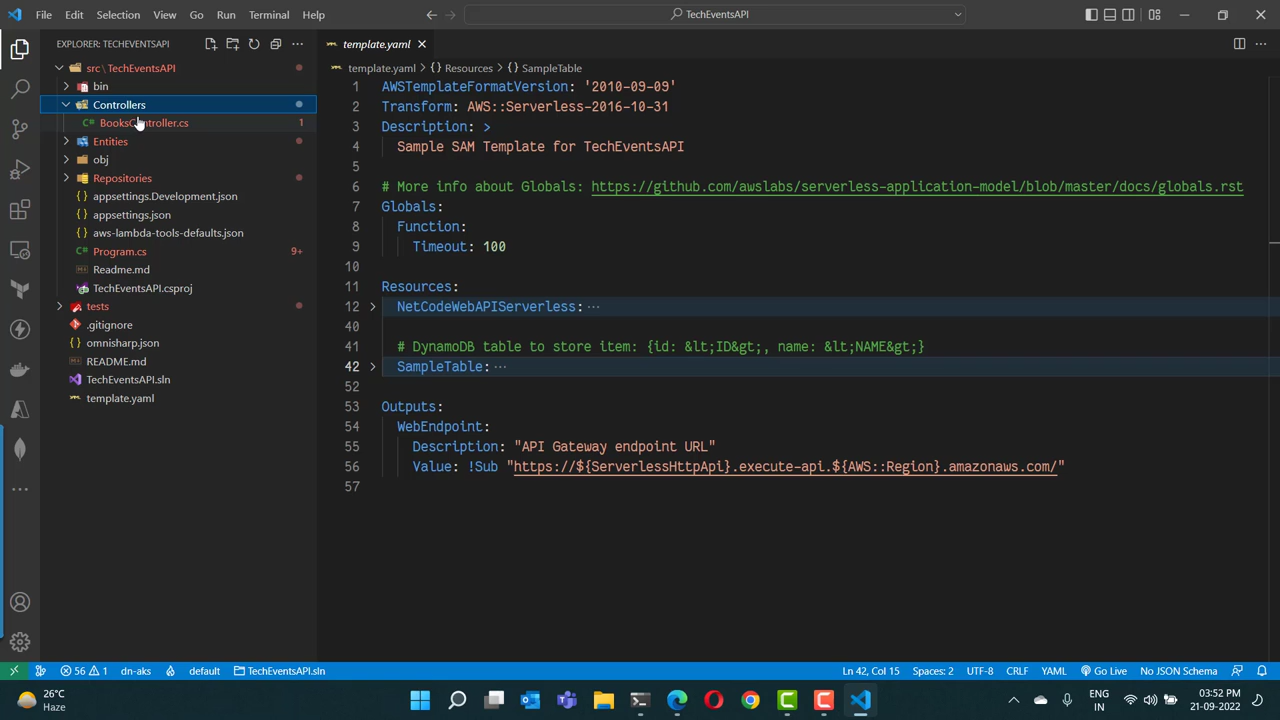 File Edit Selection View Go Run Terminal Help
TechEventsAPI
EXPLORER: TECHEVENTSAPI
src \ TechEventsAPI
bin
Controllers
BooksController.cs 1
Entities
obj
Repositories
appsettings.Development.json
appsettings.json
aws-lambda-tools-defaults.json
Program.cs 9+
Readme.md
TechEventsAPI.csproj
tests
.gitignore
omnisharp.json
README.md
TechEventsAPI.sln
template.yaml
template.yaml
template.yaml > {} Resources > SampleTable
1 AWSTemplateFormatVersion: '2010-09-09'
2 Transform: AWS::Serverless-2016-10-31
3 Description: >
4 Sample SAM Template for TechEventsAPI
5
6 # More info about Globals: https://github.com/awslabs/serverless-application-model/blob/master/docs/globals.rst
7 Globals:
8 Function:
9 Timeout: 100
10
11 Resources:
12 NetCodeWebAPIServerless: ...
40
41 # DynamoDB table to store item: {id: &lt;ID&gt;, name: &lt;NAME&gt;}
42 SampleTable: ...
52
53 Outputs:
54 WebEndpoint:
55 Description: "API Gateway endpoint URL"
56 Value: !Sub "https://${ServerlessHttpApi}.execute-api.${AWS::Region}.amazonaws.com/"
57
56 1 dn-aks default TechEventsAPI.sln Ln 42, Col 15 Spaces: 2 UTF-8 CRLF YAML Go Live No JSON Schema
26°C
Haze
ENG
IN
03:52 PM
21-09-2022